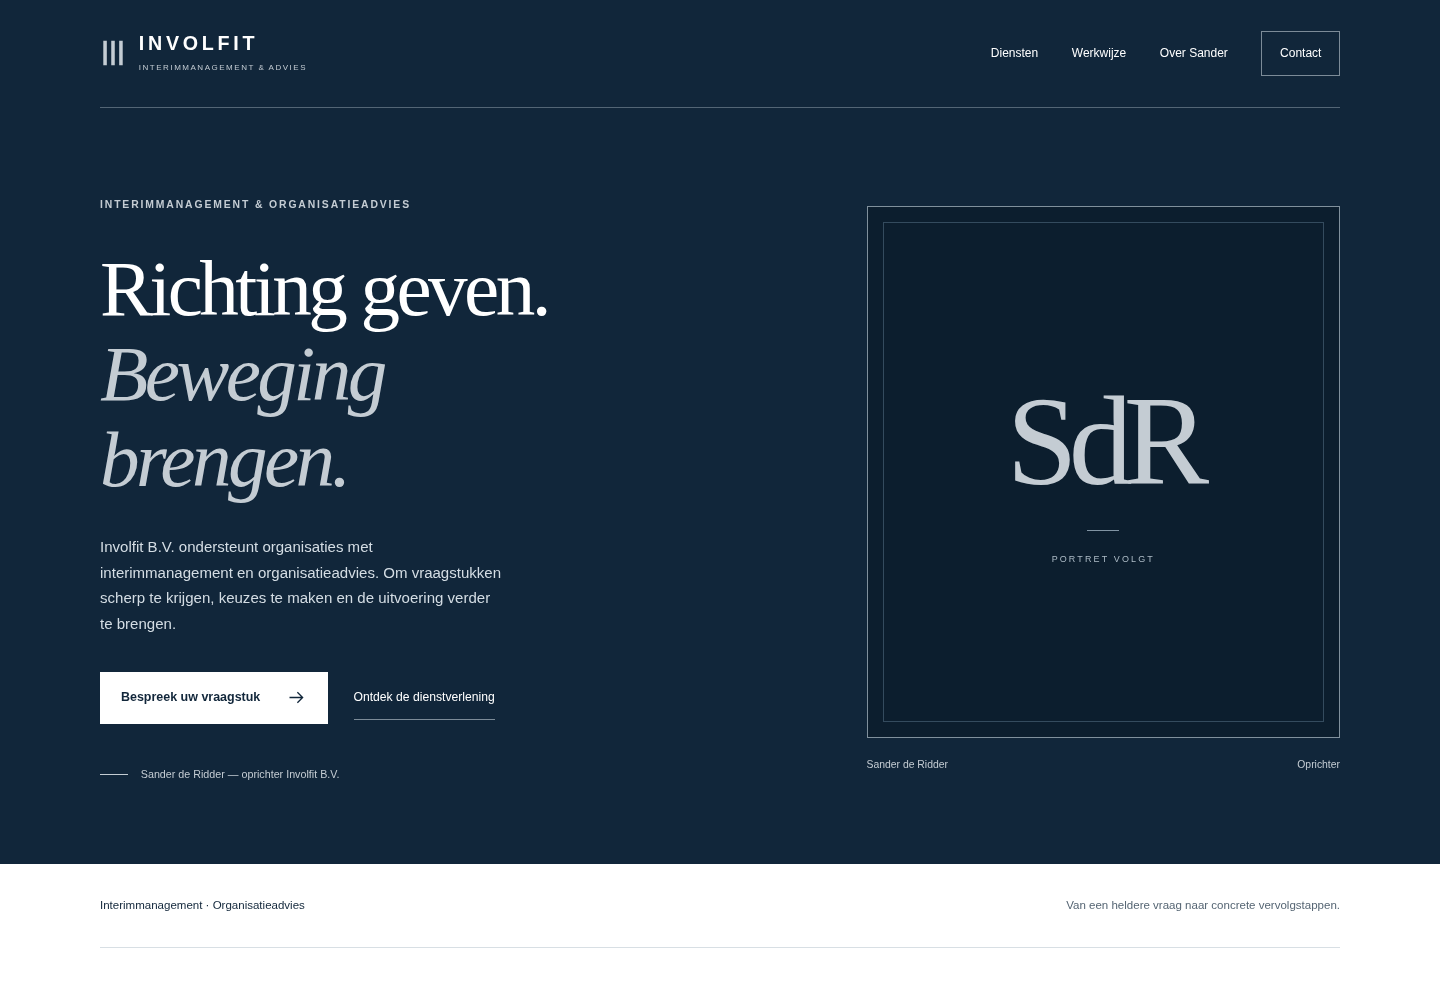 INVOLFIT
INTERIMMANAGEMENT & ADVIES
Diensten
Werkwijze
Over Sander
Contact
INTERIMMANAGEMENT & ORGANISATIEADVIES
Richting geven.
Beweging
brengen.
Involfit B.V. ondersteunt organisaties met
interimmanagement en organisatieadvies. Om vraagstukken
scherp te krijgen, keuzes te maken en de uitvoering verder
te brengen.
Bespreek uw vraagstuk
Ontdek de dienstverlening
Sander de Ridder — oprichter Involfit B.V.
SdR
PORTRET VOLGT
Sander de Ridder
Oprichter
Interimmanagement · Organisatieadvies
Van een heldere vraag naar concrete vervolgstappen.